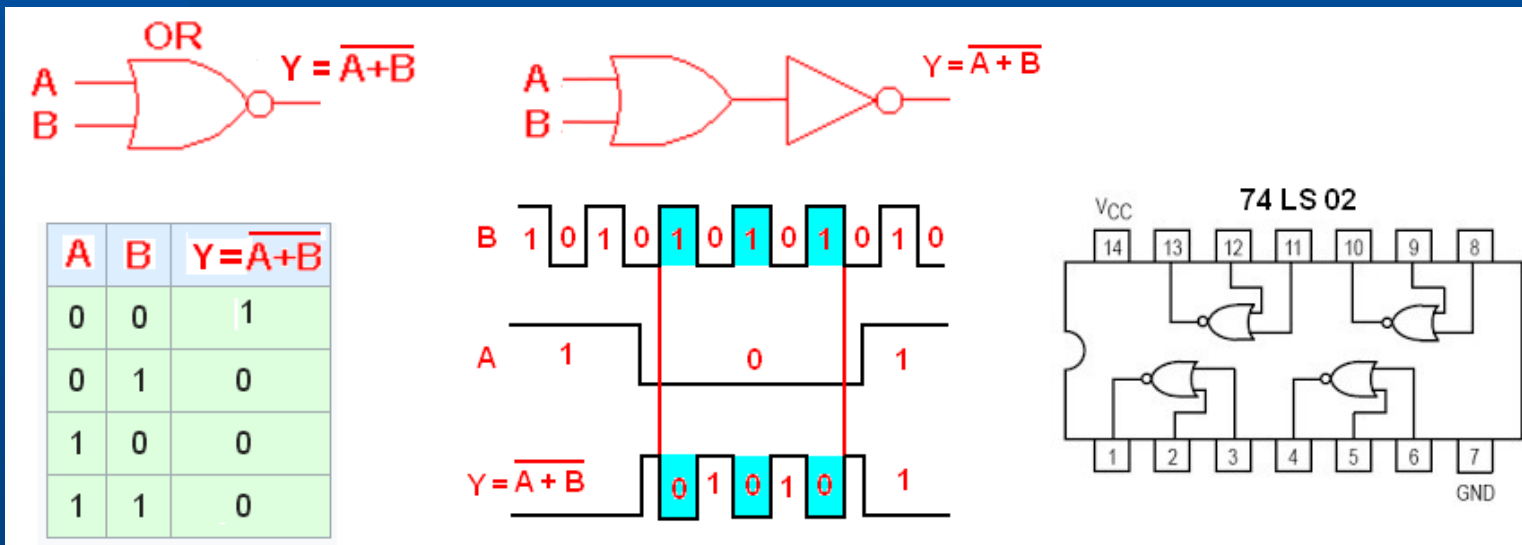 OR
Y = A+B̅
A
B
Y = A + B̅
A
B
A B Y=A+B̅
0 0 1
0 1 0
1 0 0
1 1 0
B 1 0 1 0 1 0 1 0 1 0 1 0
A 1 0 1
Y = A + B̅ 0 1 0 1 0 1
74 LS 02
VCC
14 13 12 11 10 9 8
1 2 3 4 5 6 7
GND